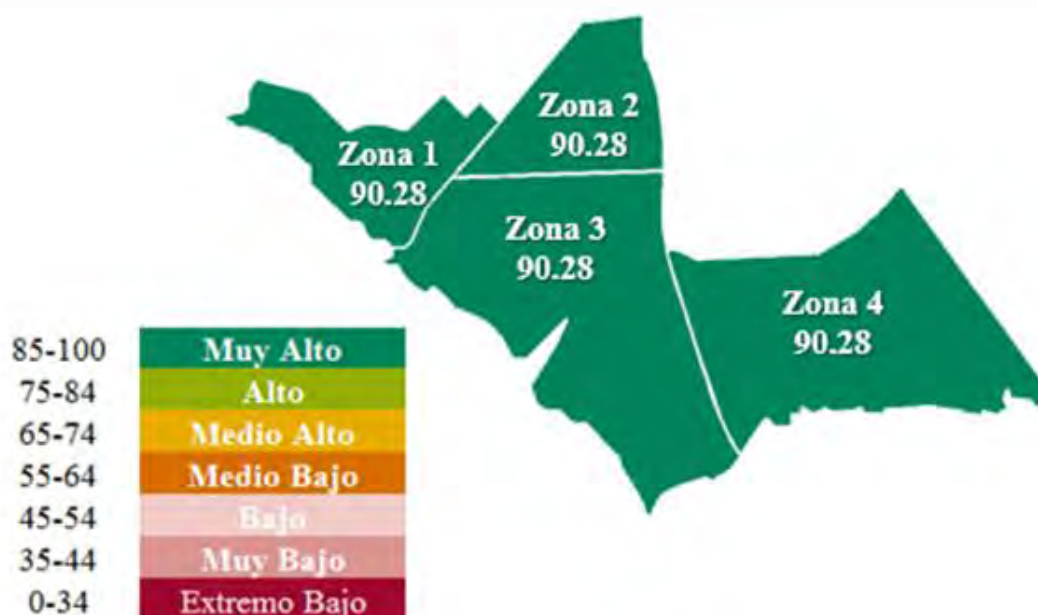 Zona 1
90.28
Zona 2
90.28
Zona 3
90.28
Zona 4
90.28
85-100 Muy Alto
75-84 Alto
65-74 Medio Alto
55-64 Medio Bajo
45-54 Bajo
35-44 Muy Bajo
0-34 Extremo Bajo